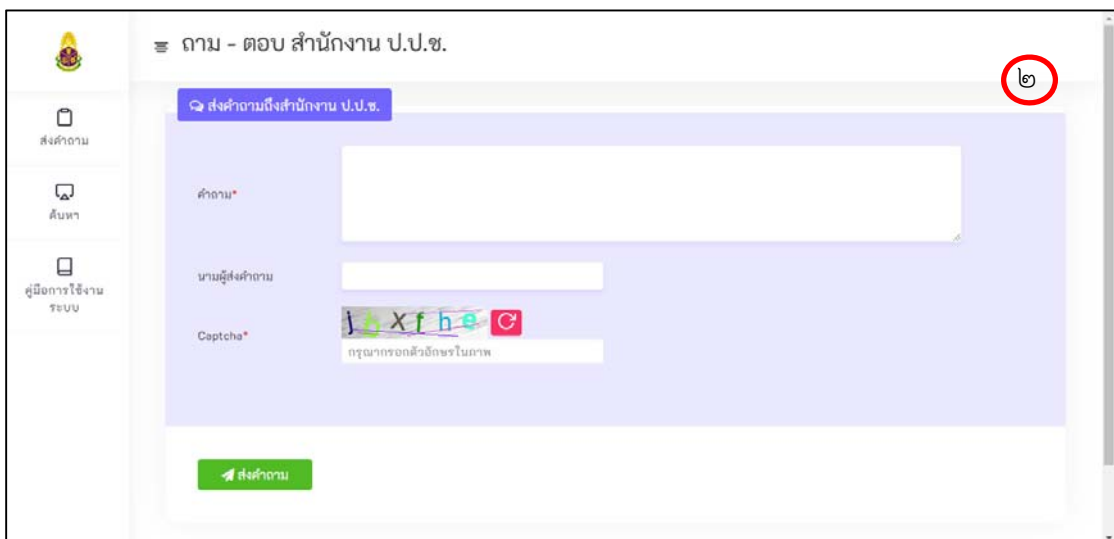 ถาม - ตอบ สำนักงาน ป.ป.ช.
๒
ส่งคำถามถึงสำนักงาน ป.ป.ช.
ส่งคำถาม
ค้นหา
คู่มือการใช้งาน
ระบบ
คำถาม*
นามผู้ส่งคำถาม
Captcha*
jhXfhe
กรุณากรอกตัวอักษรในภาพ
ส่งคำถาม